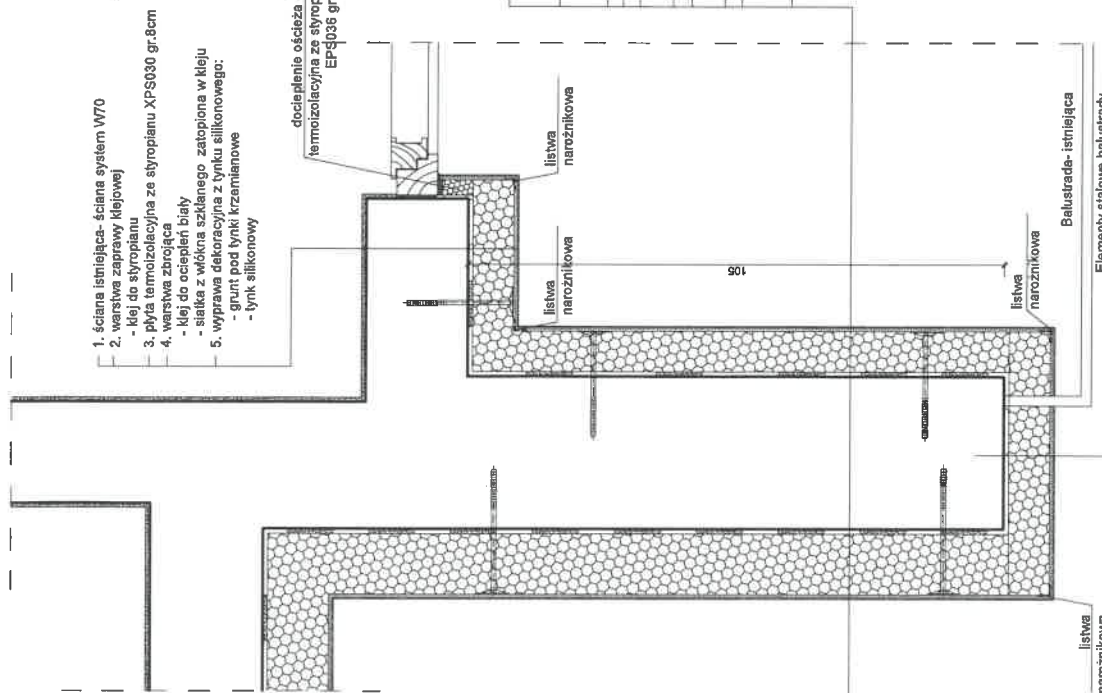 1. ściana istniejąca- ściana system W70
2. warstwa zaprawy klejowej
- klej do styropianu
3. płyta termoizolacyjna ze styropianu XPS030 gr.8cm
4. warstwa zbrojąca
- klej do ociepleń biały
- siatka z włókna szklanego zatopiona w kleju
5. wyprawa dekoracyjna z tynku silikonowego:
- grunt pod tynki krzemianowe
- tynk silikonowy
docieplenie ościeża
termoizolacyjna ze styrop
EPS036 gr
listwa
narożnikowa
listwa
narożnikowa
105
listwa
narożnikowa
Balustrada- istniejąca
Elementy stalowe balustrady
listwa
narożnikowa